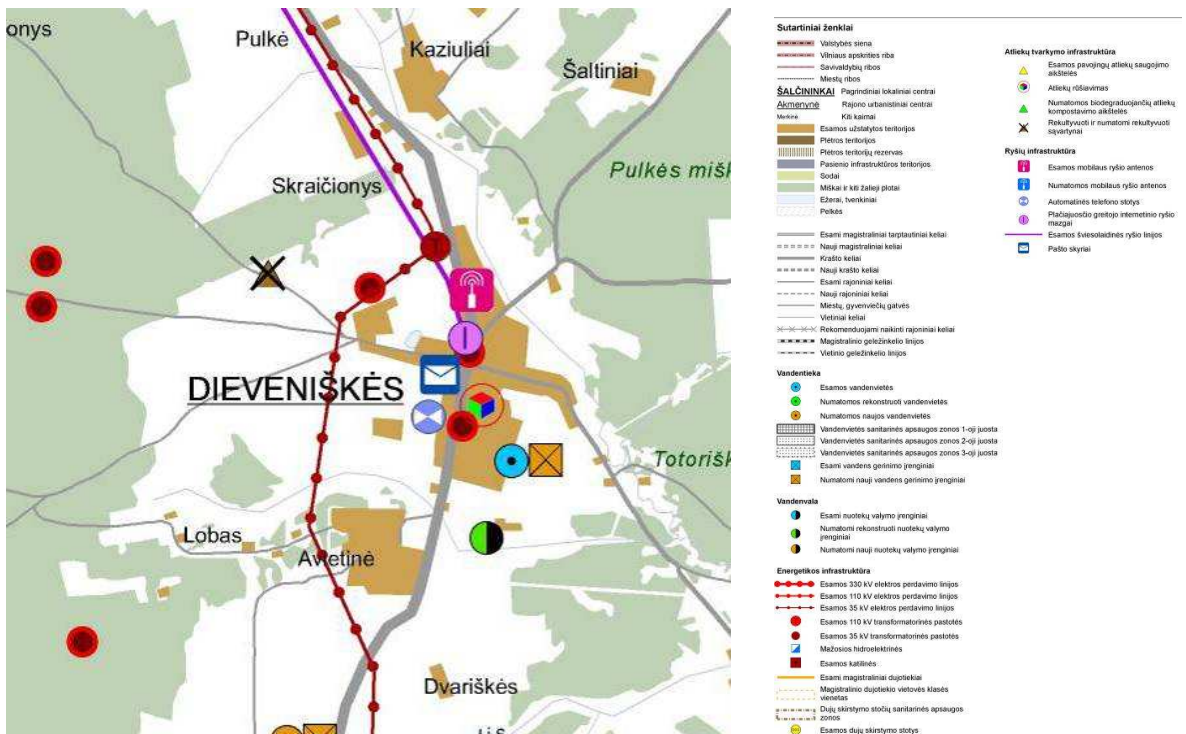 onys
Pulkė
Kaziuliai
Šaltiniai
Skraičionys
Pulkės mišk
DIEVENIŠKĖS
Totorišk
Lobas
Avietinė
Dvariškės
Sutartiniai ženklai
Valstybės siena
Vilniaus apskrities riba
Savivaldybių ribos
Miestų ribos
ŠALČININKAI Pagrindiniai lokaliniai centrai
Akmenynė Rajono urbanistiniai centrai
Merkinė Kiti kaimai
Esamos užstatytos teritorijos
Plėtros teritorijos
Plėtros teritorijų rezervas
Pasienio infrastruktūros teritorijos
Sodai
Miškai ir kiti žalieji plotai
Ežerai, tvenkiniai
Pelkės
Esami magistraliniai tarptautiniai keliai
Nauji magistraliniai keliai
Krašto keliai
Nauji krašto keliai
Esami rajoniniai keliai
Nauji rajoniniai keliai
Miestų, gyvenviečių gatvės
Vietiniai keliai
Rekomenduojami naikinti rajoniniai keliai
Magistralinio geležinkelio linijos
Vietinio geležinkelio linijos
Vandentieka
Esamos vandenvietės
Numatomos rekonstruoti vandenvietės
Numatomos naujos vandenvietės
Vandenvietės sanitarinės apsaugos zonos 1-oji juosta
Vandenvietės sanitarinės apsaugos zonos 2-oji juosta
Vandenvietės sanitarinės apsaugos zonos 3-oji juosta
Esami vandens gerinimo įrenginiai
Numatomi nauji vandens gerinimo įrenginiai
Vandenvala
Esami nuotekų valymo įrenginiai
Numatomi rekonstruoti nuotekų valymo
įrenginiai
Numatomi nauji nuotekų valymo įrenginiai
Energetikos infrastruktūra
Esamos 330 kV elektros perdavimo linijos
Esamos 110 kV elektros perdavimo linijos
Esamos 35 kV elektros perdavimo linijos
Esamos 110 kV transformatorinės pastotės
Esamos 35 kV transformatorinės pastotės
Mažosios hidroelektrinės
Esamos katilinės
Esami magistraliniai dujotiekiai
Magistralinio dujotiekio vietovės klasės
vienetas
Dujų skirstymo stočių sanitarinės apsaugos
zonos
Esamos dujų skirstymo stotys
Atliekų tvarkymo infrastruktūra
Esamos pavojingų atliekų saugojimo
aikštelės
Atliekų rūšiavimas
Numatomos biodegraduojančių atliekų
kompostavimo aikštelės
Rekultyvuoti ir numatomi rekultyvuoti
sąvartynai
Ryšių infrastruktūra
Esamos mobilaus ryšio antenos
Numatomos mobilaus ryšio antenos
Automatinės telefono stotys
Plačiajuosčio greitojo internetinio ryšio
mazgai
Esamos šviesolaidinės ryšio linijos
Pašto skyriai